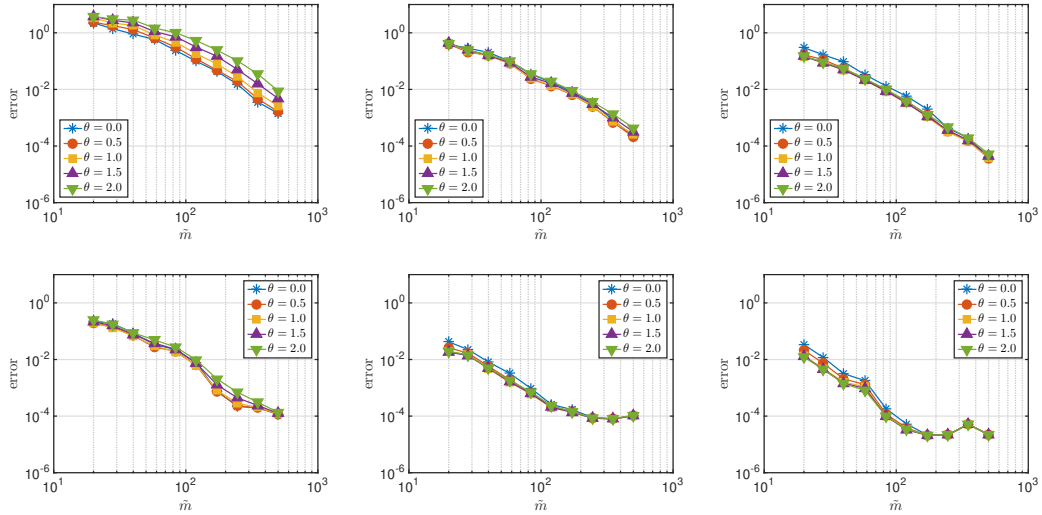 10^0
10^-2
10^-4
10^-6
error
θ = 0.0
θ = 0.5
θ = 1.0
θ = 1.5
θ = 2.0
10^1
10^2
10^3
m̃
10^0
10^-2
10^-4
10^-6
error
θ = 0.0
θ = 0.5
θ = 1.0
θ = 1.5
θ = 2.0
10^1
10^2
10^3
m̃
10^0
10^-2
10^-4
10^-6
error
θ = 0.0
θ = 0.5
θ = 1.0
θ = 1.5
θ = 2.0
10^1
10^2
10^3
m̃
10^0
10^-2
10^-4
10^-6
error
θ = 0.0
θ = 0.5
θ = 1.0
θ = 1.5
θ = 2.0
10^1
10^2
10^3
m̃
10^0
10^-2
10^-4
10^-6
error
θ = 0.0
θ = 0.5
θ = 1.0
θ = 1.5
θ = 2.0
10^1
10^2
10^3
m̃
10^0
10^-2
10^-4
10^-6
error
θ = 0.0
θ = 0.5
θ = 1.0
θ = 1.5
θ = 2.0
10^1
10^2
10^3
m̃